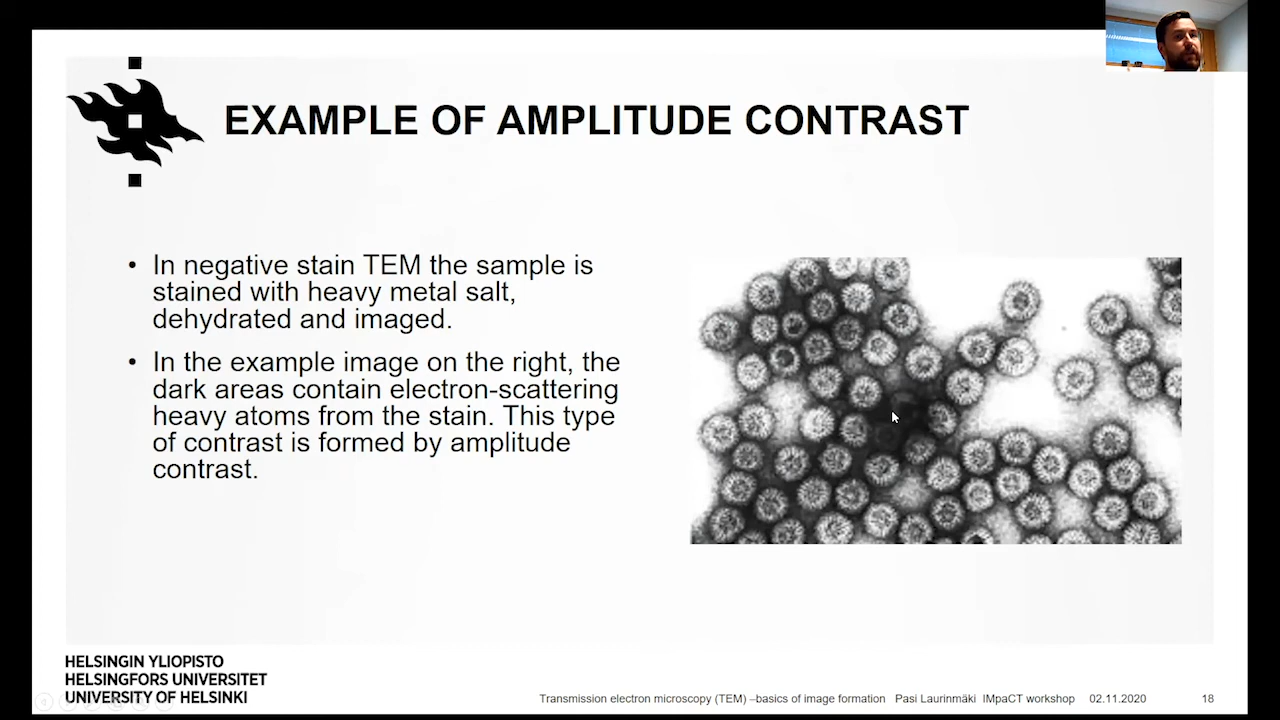 EXAMPLE OF AMPLITUDE CONTRAST
• In negative stain TEM the sample is
stained with heavy metal salt,
dehydrated and imaged.
• In the example image on the right, the
dark areas contain electron-scattering
heavy atoms from the stain. This type
of contrast is formed by amplitude
contrast.
HELSINGIN YLIOPISTO
HELSINGFORS UNIVERSITET
UNIVERSITY OF HELSINKI
Transmission electron microscopy (TEM) –basics of image formation Pasi Laurinmäki IMpaCT workshop 02.11.2020 18